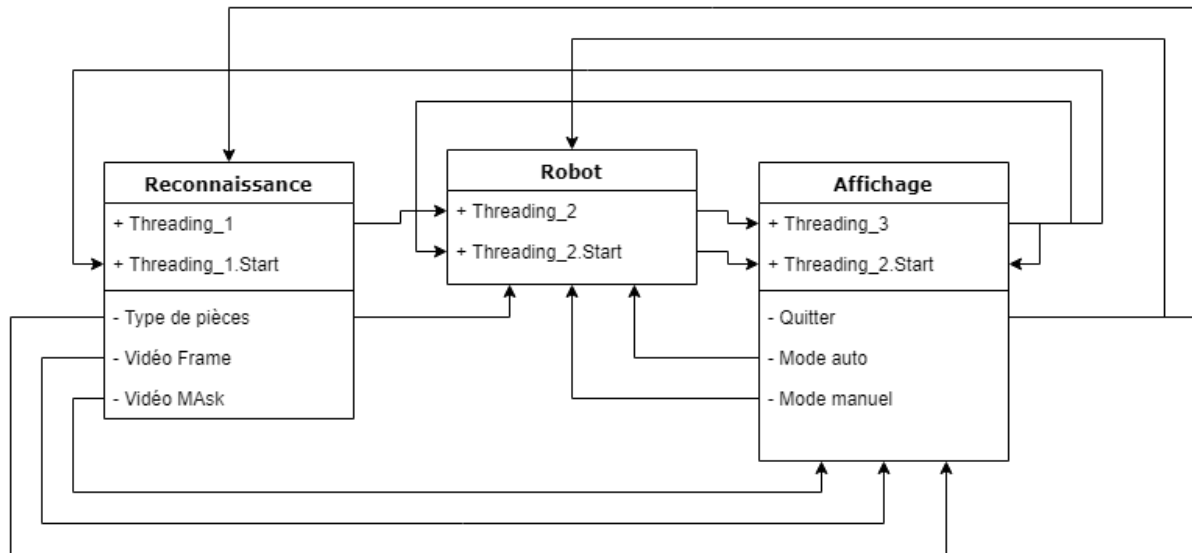 Reconnaissance
+ Threading_1
+ Threading_1.Start
- Type de pièces
- Vidéo Frame
- Vidéo MAsk
Robot
+ Threading_2
+ Threading_2.Start
Affichage
+ Threading_3
+ Threading_2.Start
- Quitter
- Mode auto
- Mode manuel